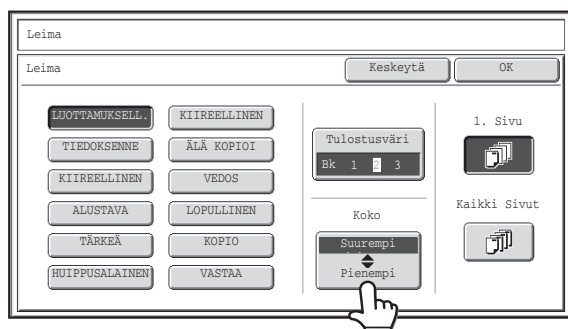 Leima
Leima
Keskeytä
OK
LUOTTAMUKSELL.
KIIREELLINEN
TIEDOKSENNE
ÄLÄ KOPIOI
KIIREELLINEN
VEDOS
ALUSTAVA
LOPULLINEN
TÄRKEÄ
KOPIO
HUIPPUSALAINEN
VASTAA
Tulostusväri
Bk 1 2 3
Koko
Suurempi
Pienempi
1. Sivu
Kaikki Sivut